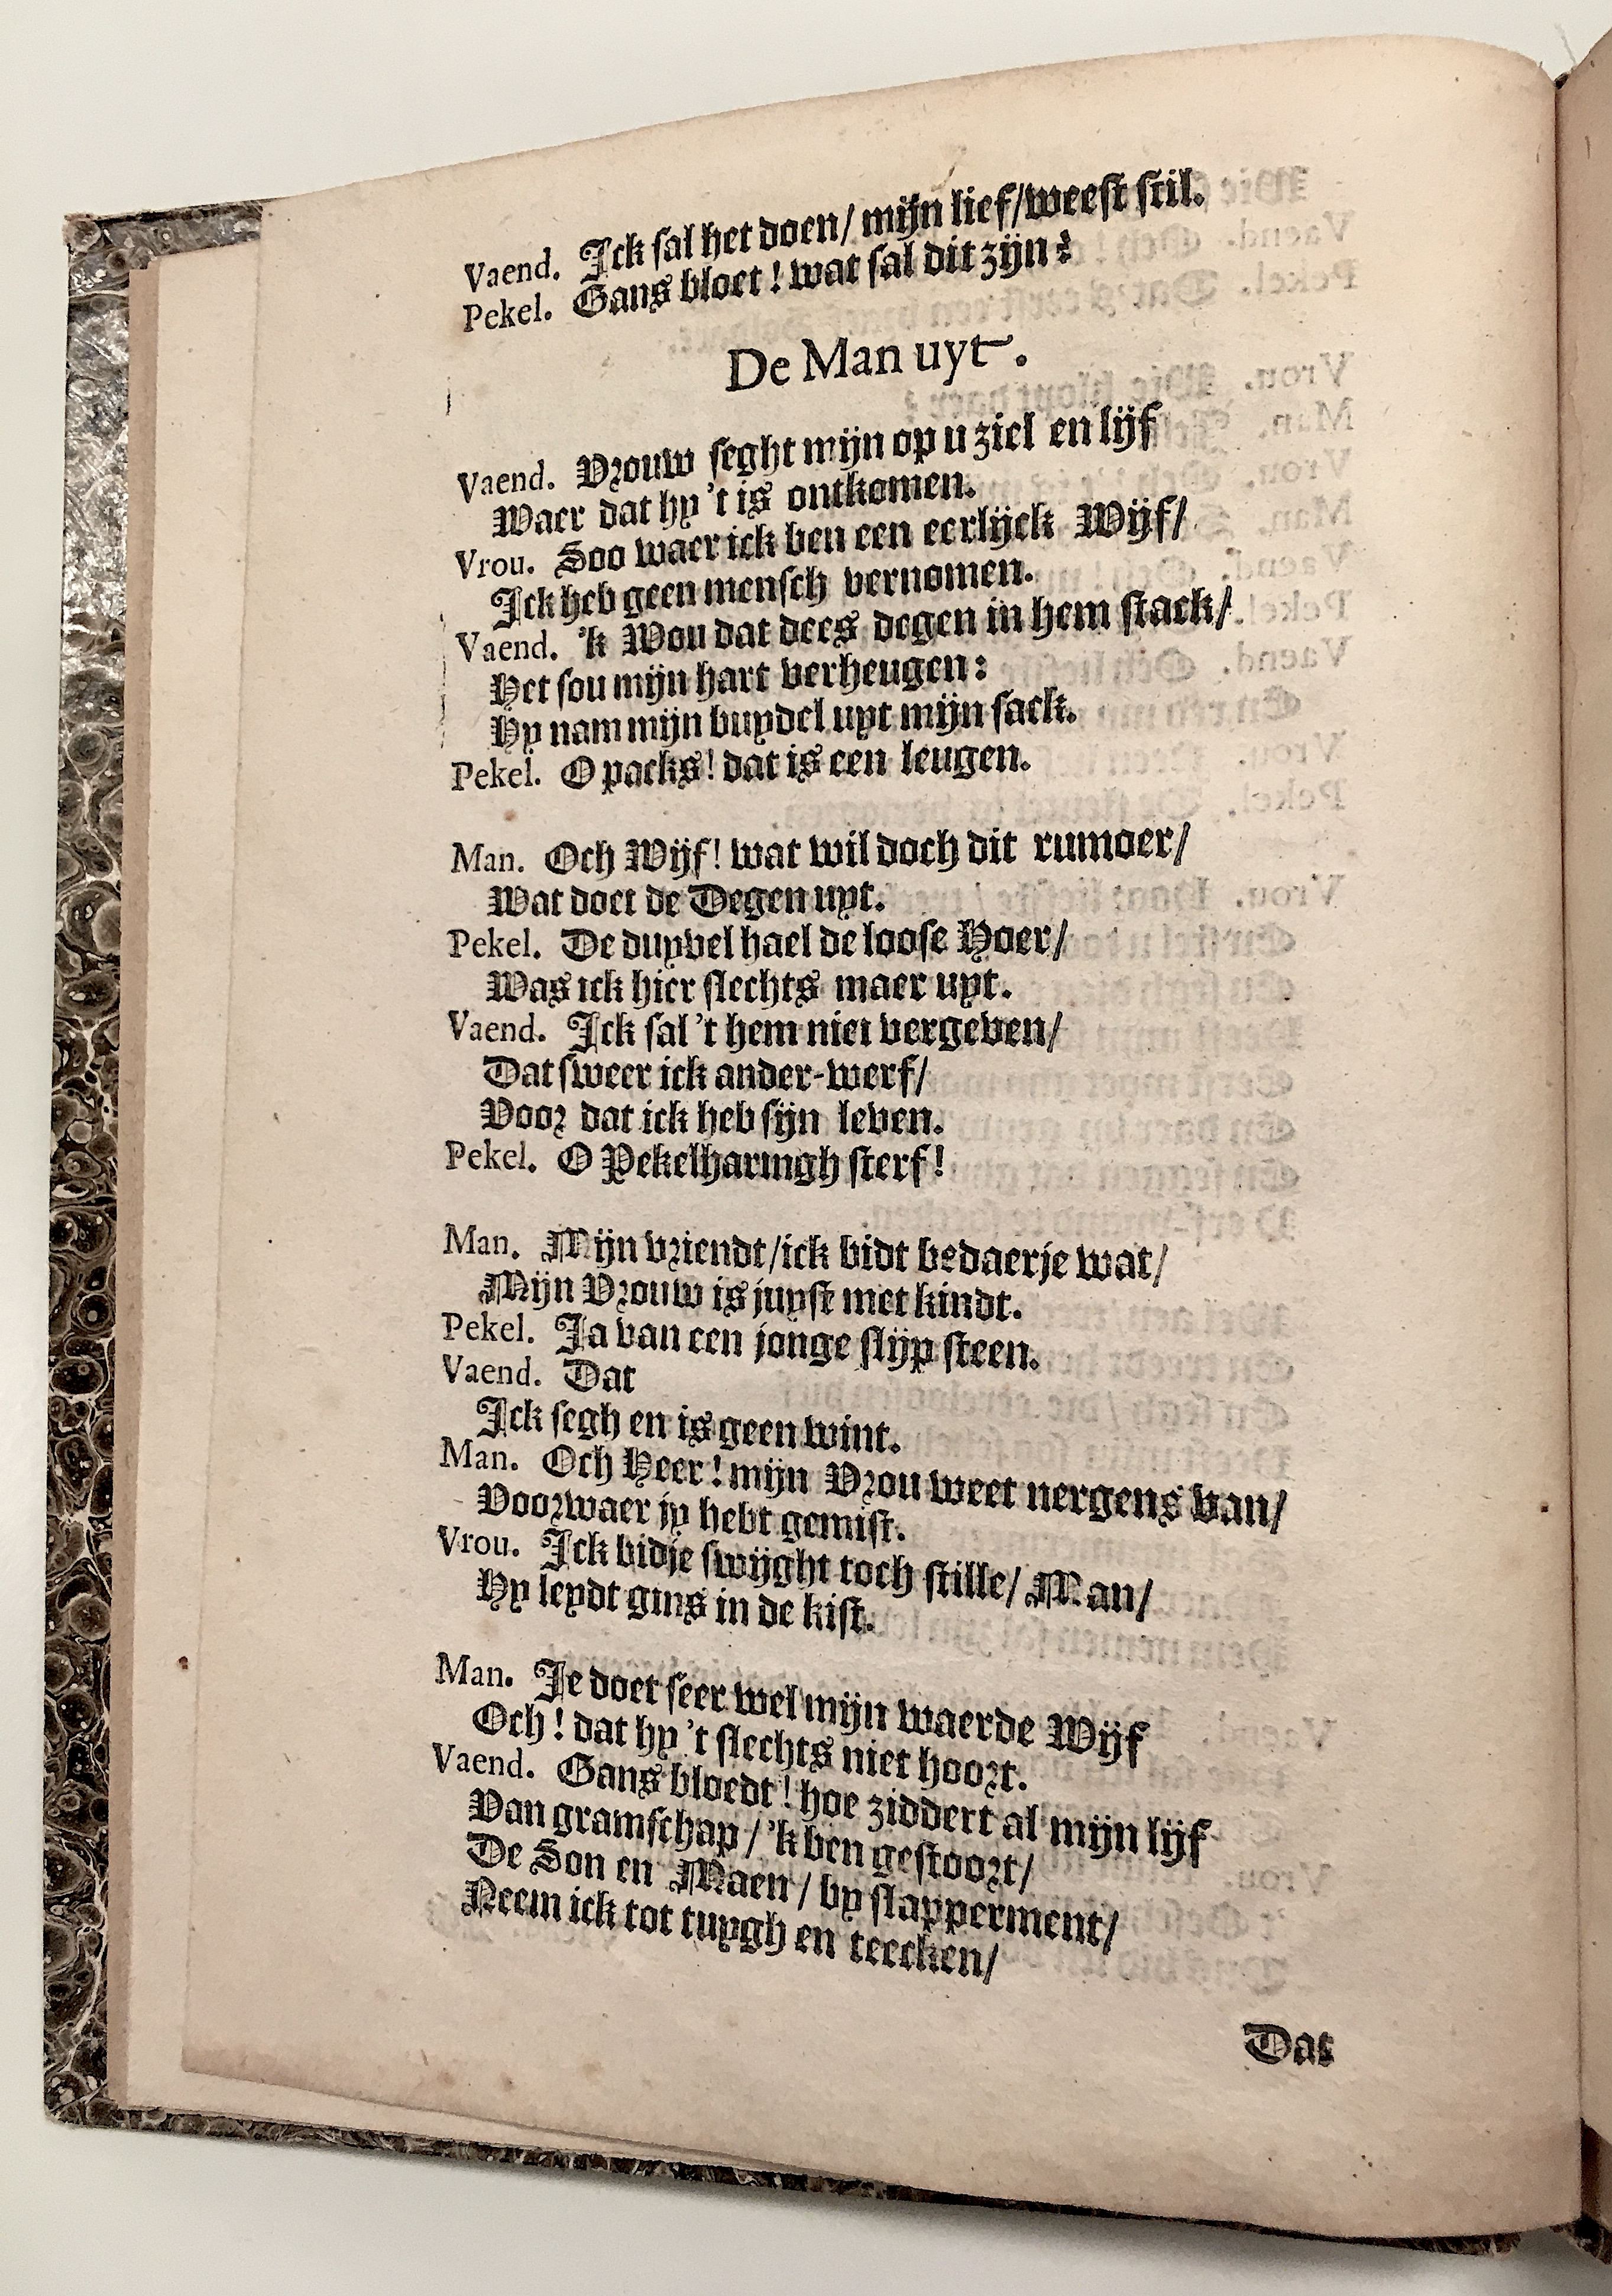 Vaend. Ick sal het doen/ mijn lief/weest stil.
Pekel. Gans bloet! wat sal dit zijn?
De Man uyt.
Vaend. Vrouw seght mijn op u ziel en lijf
Waer dat hy 't is ontkomen.
Vrou. Soo waer ick ben een eerlijck Wijf/
Ick heb geen mensch vernomen.
Vaend. 'k Wou dat dees degen in hem stack/
Het sou mijn hart verheugen:
Hy nam mijn buydel uyt mijn sack.
Pekel. O packs! dat is een leugen.
Man. Och Wijf! wat wil doch dit rumoer/
Wat doet de Degen uyt.
Pekel. De duyvel hael de loose Hoer/
Was ick hier slechts maer uyt.
Vaend. Ick sal 't hem niet vergeven/
Dat sweer ick ander-werf/
Voor dat ick heb sijn leven.
Pekel. O Pekelharingh sterf!
Man. Mijn vriendt/ick bidt bedaerje wat/
Mijn Vrouw is juyst met kindt.
Pekel. Ja van een jonge slijp steen.
Vaend. Dat
Ick segh en is geen wint.
Man. Och Heer! mijn Vrou weet nergens van/
Voorwaer jy hebt gemist.
Vrou. Ick bidje swijght toch stille/ Man/
Hy leydt gins in de kist.
Man. Je doet seer wel mijn waerde Wijf
Och! dat hy 't slechts niet hoort.
Vaend. Gans bloedt! hoe ziddert al mijn lijf
Van gramschap/ 'k ben gestoort/
De Son en Maen/ by slapperment/
Neem ick tot tuygh en teecken/
Dat